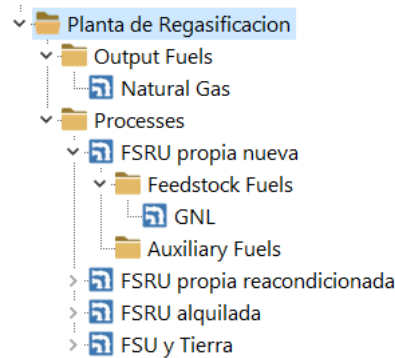 Planta de Regasificacion
Output Fuels
Natural Gas
Processes
FSRU propia nueva
Feedstock Fuels
GNL
Auxiliary Fuels
FSRU propia reacondicionada
FSRU alquilada
FSU y Tierra